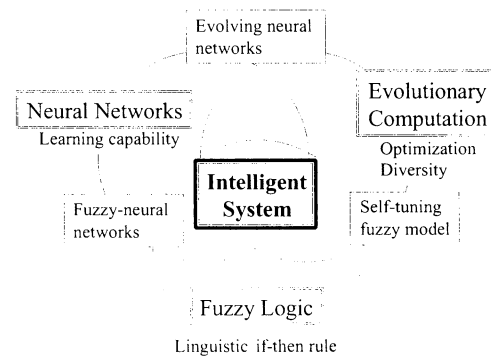 Evolving neural
networks
Neural Networks
Learning capability
Evolutionary
Computation
Optimization
Diversity
Intelligent
System
Fuzzy-neural
networks
Self-tuning
fuzzy model
Fuzzy Logic
Linguistic if-then rule